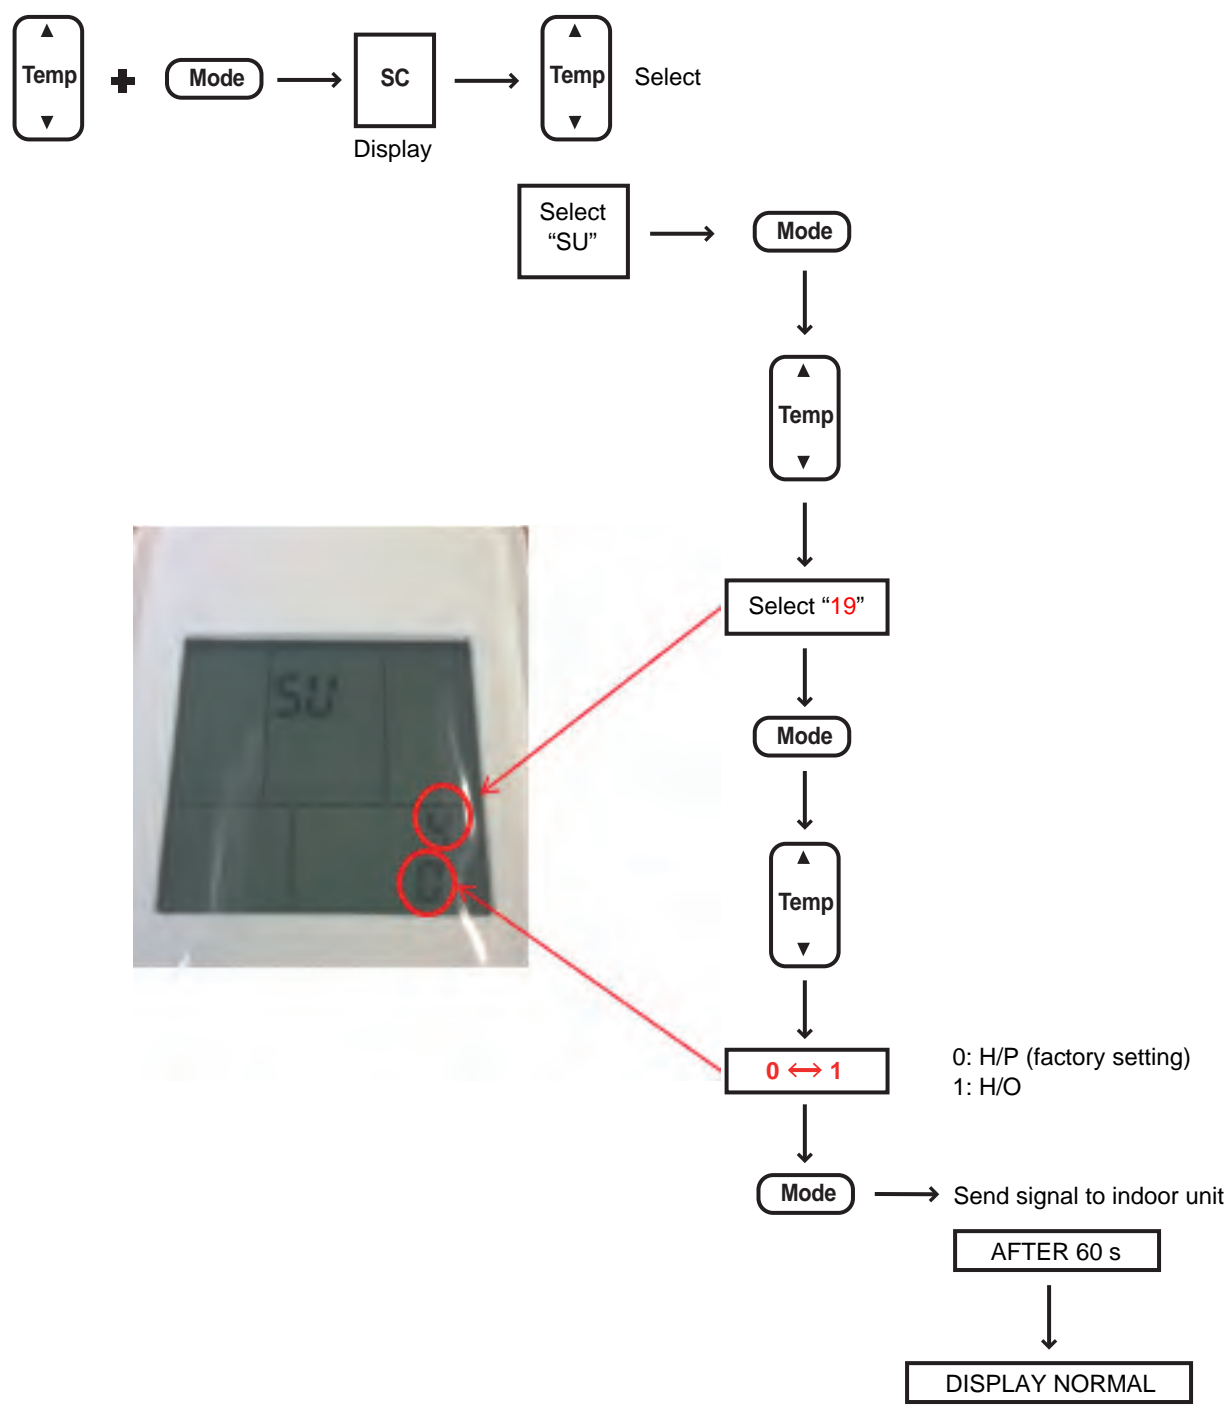 ▲
Temp
▼
+
Mode
SC
Display
▲
Temp
▼
Select
Select
“SU”
Mode
▲
Temp
▼
Select “19”
SU
Mode
▲
Temp
▼
0
0 ↔ 1
0: H/P (factory setting)
1: H/O
Mode
Send signal to indoor unit
AFTER 60 s
DISPLAY NORMAL